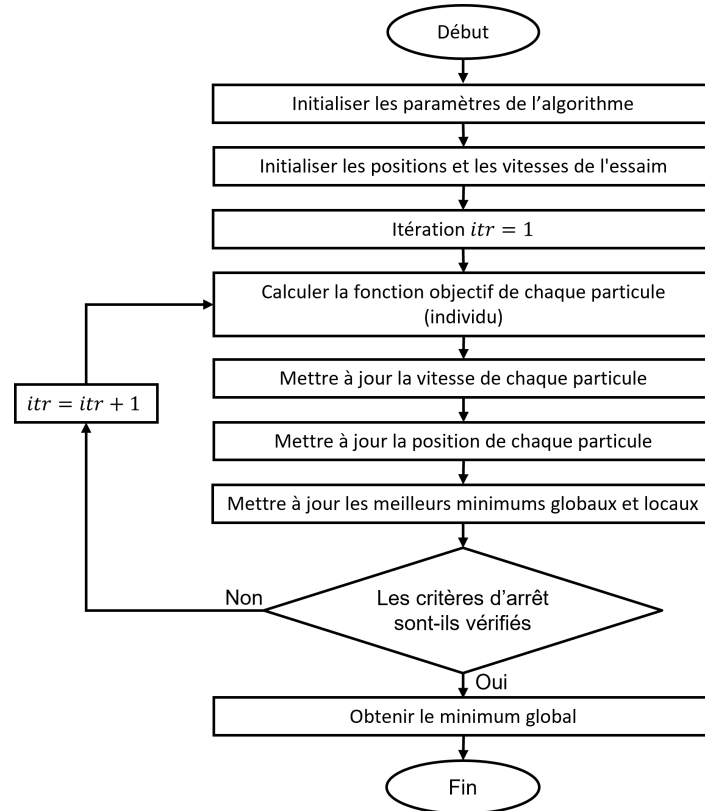 Début
Initialiser les paramètres de l’algorithme
Initialiser les positions et les vitesses de l'essaim
Itération itr = 1
Calculer la fonction objectif de chaque particule
(individu)
Mettre à jour la vitesse de chaque particule
itr = itr + 1
Mettre à jour la position de chaque particule
Mettre à jour les meilleurs minimums globaux et locaux
Non
Les critères d’arrêt
sont-ils vérifiés
Oui
Obtenir le minimum global
Fin